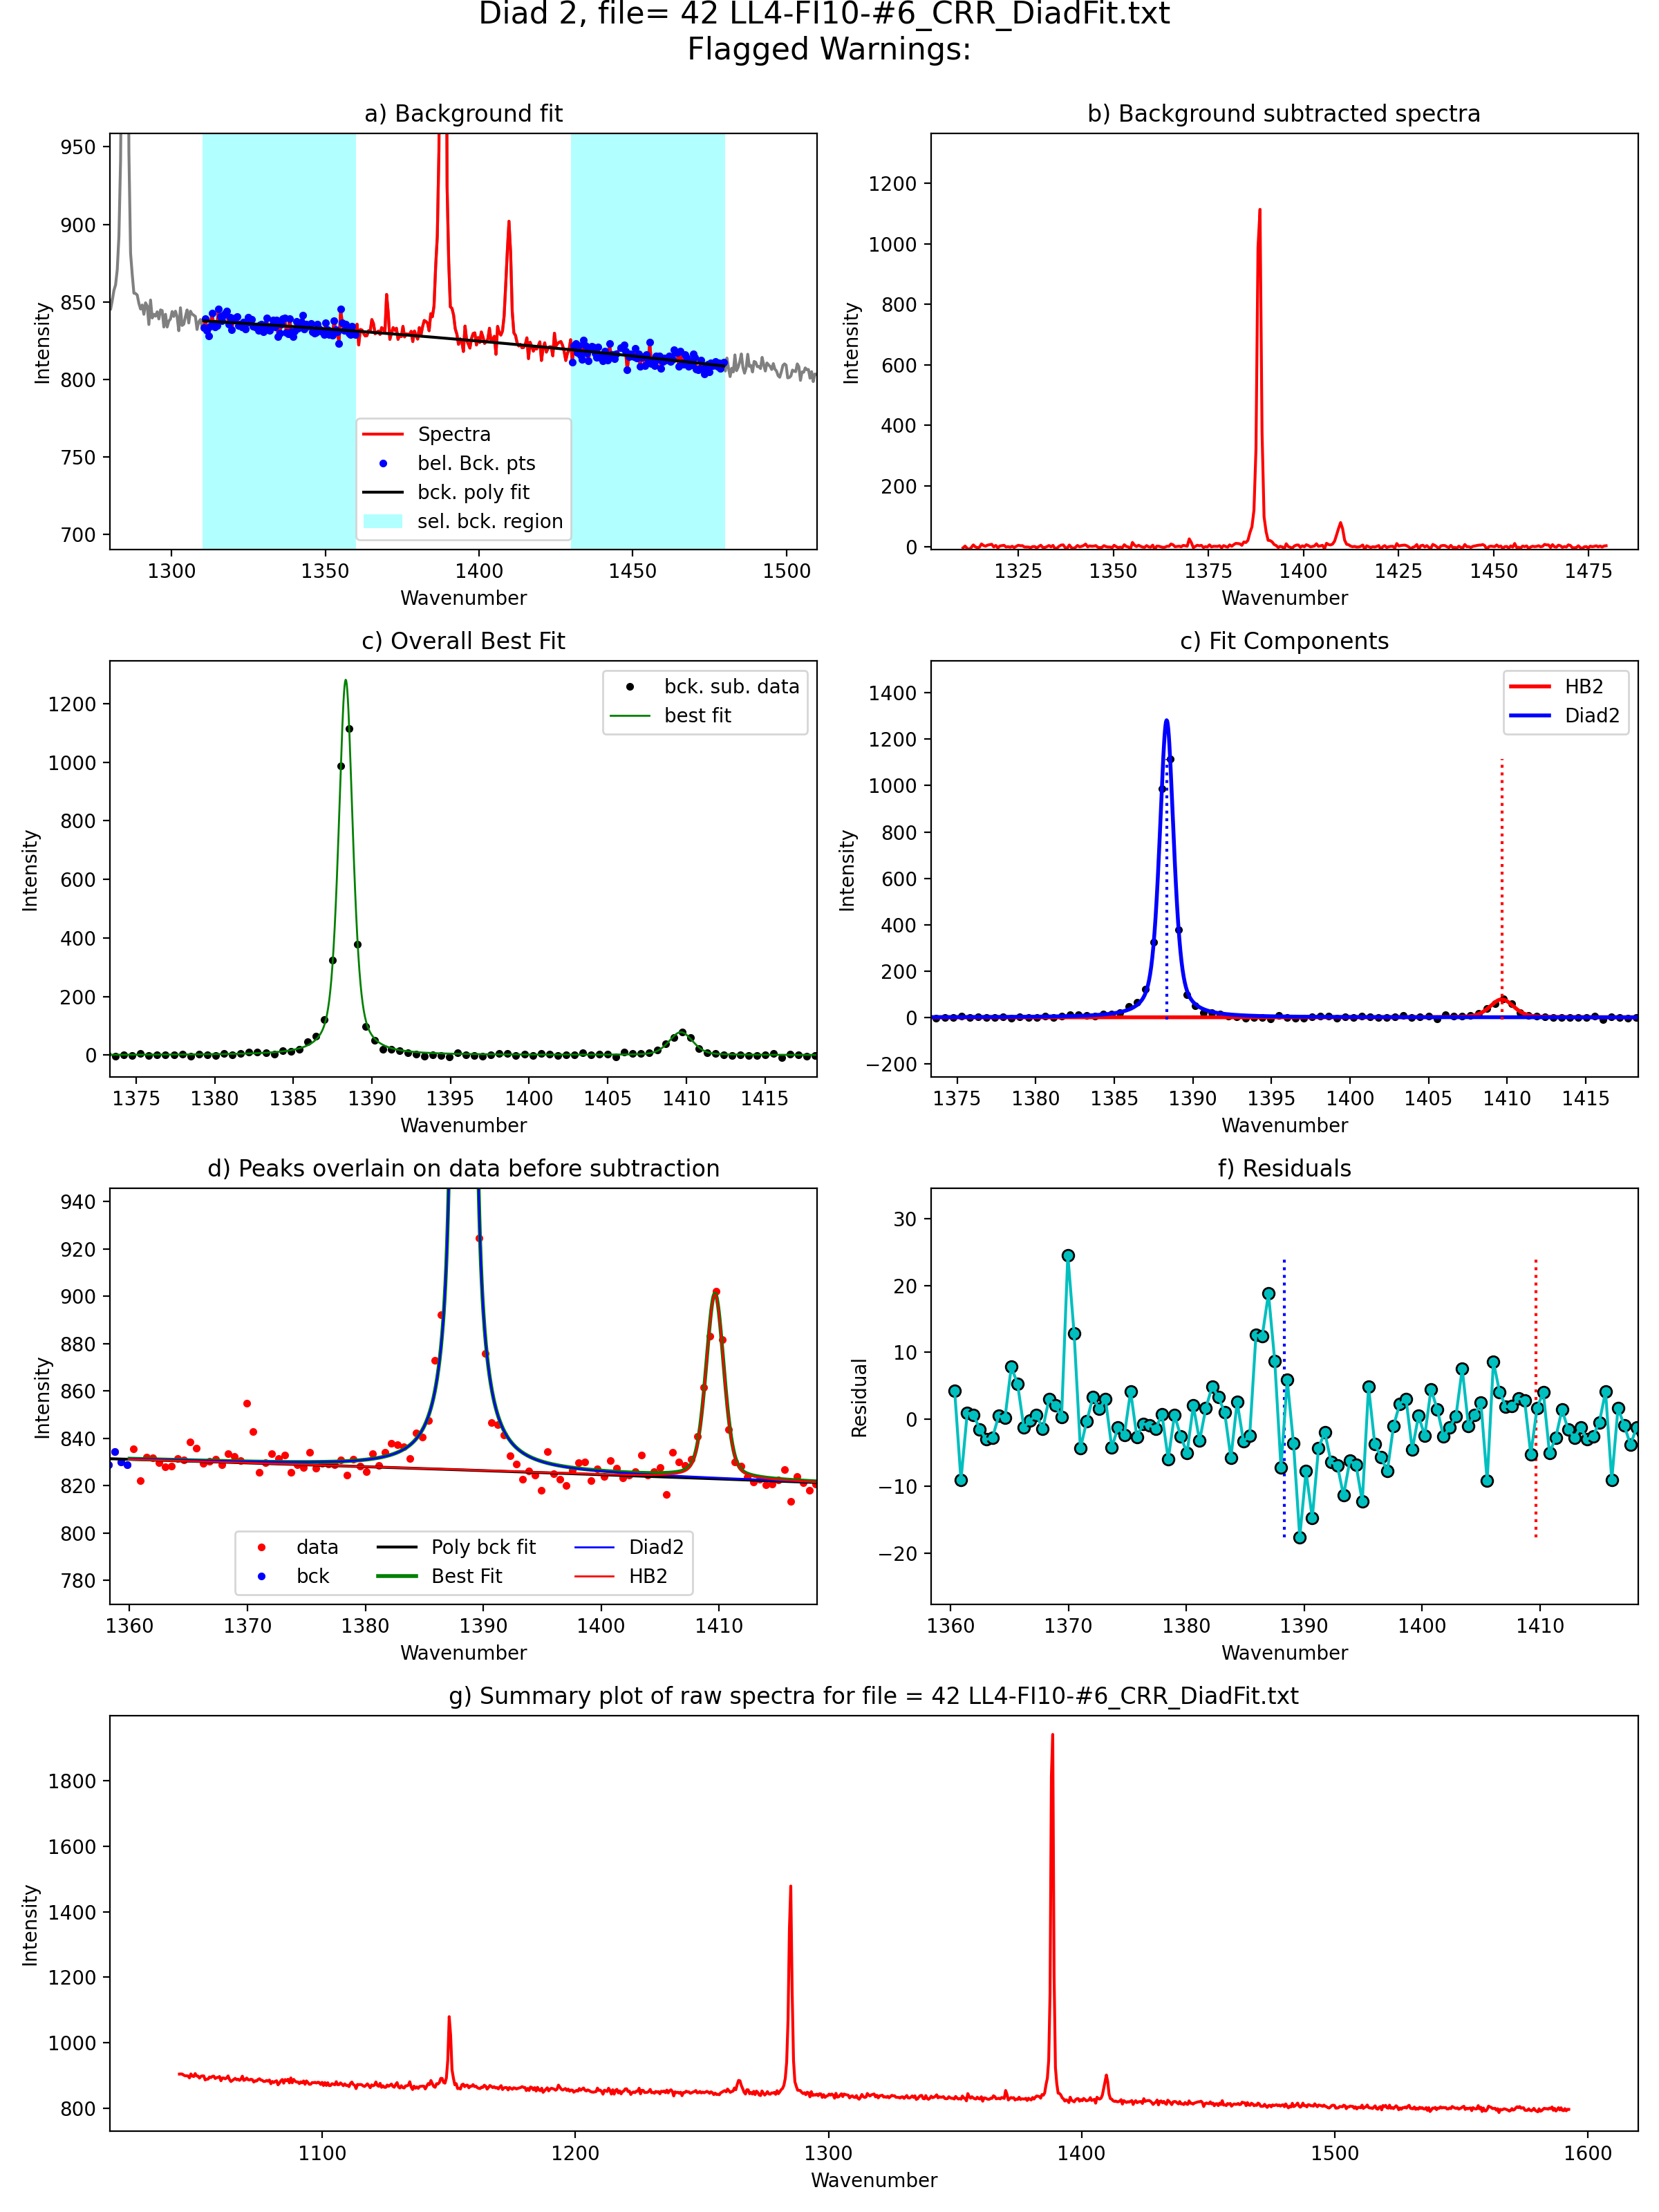 Diad 2, file= 42 LL4-FI10-#6_CRR_DiadFit.txt
Flagged Warnings:
a) Background fit
950
900
850
800
750
700
Intensity
Spectra
bel. Bck. pts
bck. poly fit
sel. bck. region
1300 1350 1400 1450 1500
Wavenumber
b) Background subtracted spectra
1200
1000
800
600
400
200
0
Intensity
1325 1350 1375 1400 1425 1450 1475
Wavenumber
c) Overall Best Fit
1200
1000
800
600
400
200
0
Intensity
bck. sub. data
best fit
1375 1380 1385 1390 1395 1400 1405 1410 1415
Wavenumber
c) Fit Components
1400
1200
1000
800
600
400
200
0
−200
Intensity
HB2
Diad2
1375 1380 1385 1390 1395 1400 1405 1410 1415
Wavenumber
d) Peaks overlain on data before subtraction
940
920
900
880
860
840
820
800
780
Intensity
data
bck
Poly bck fit
Best Fit
Diad2
HB2
1360 1370 1380 1390 1400 1410
Wavenumber
f) Residuals
30
20
10
0
−10
−20
Residual
1360 1370 1380 1390 1400 1410
Wavenumber
g) Summary plot of raw spectra for file = 42 LL4-FI10-#6_CRR_DiadFit.txt
1800
1600
1400
1200
1000
800
Intensity
1100 1200 1300 1400 1500 1600
Wavenumber